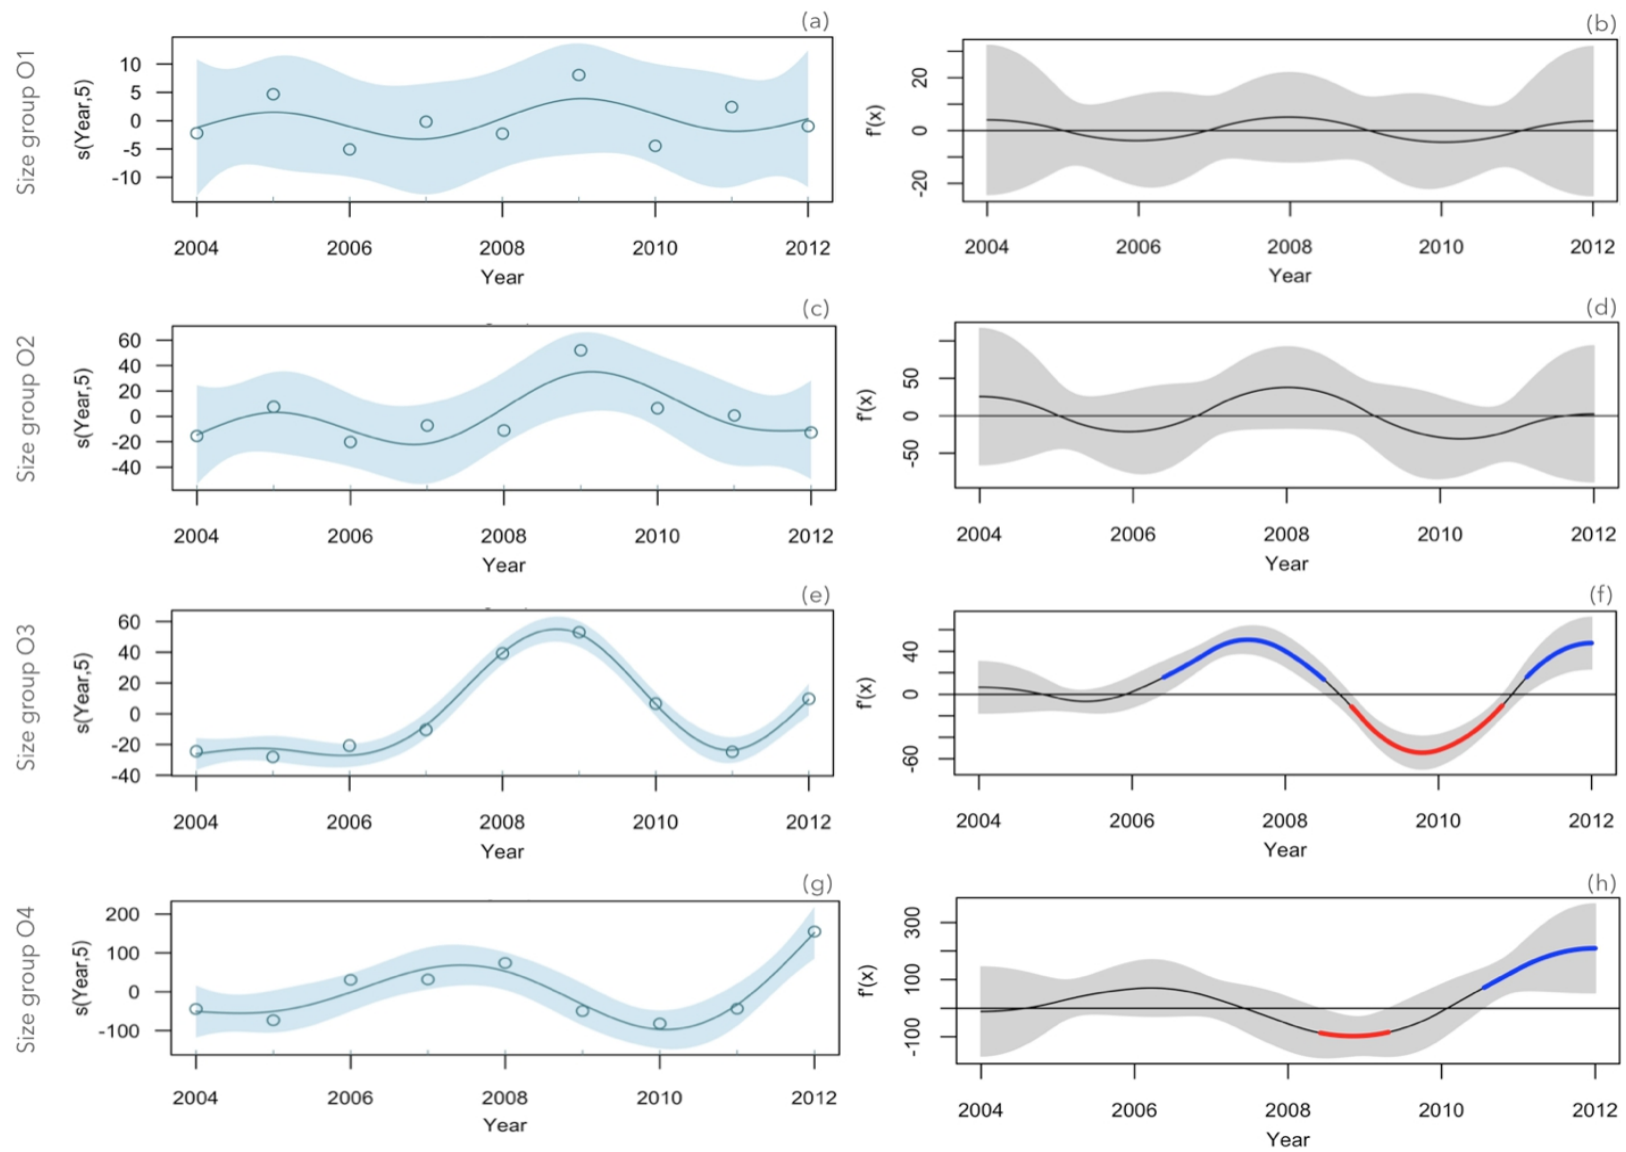 (a)
Size group O1
s(Year,5)
10
5
0
-5
-10
2004 2006 2008 2010 2012
Year
(b)
f'(x)
20
0
-20
2004 2006 2008 2010 2012
Year
(c)
Size group O2
s(Year,5)
60
40
20
0
-20
-40
2004 2006 2008 2010 2012
Year
(d)
f'(x)
50
0
-50
2004 2006 2008 2010 2012
Year
(e)
Size group O3
s(Year,5)
60
40
20
0
-20
-40
2004 2006 2008 2010 2012
Year
(f)
f'(x)
40
0
-60
2004 2006 2008 2010 2012
Year
(g)
Size group O4
s(Year,5)
200
100
0
-100
2004 2006 2008 2010 2012
Year
(h)
f'(x)
300
100
-100
2004 2006 2008 2010 2012
Year